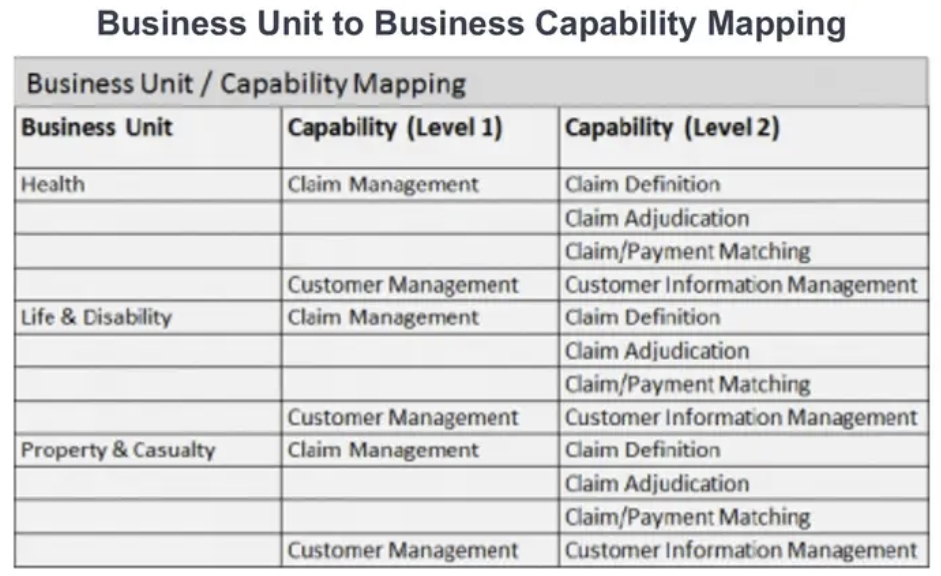 Business Unit to Business Capability Mapping
Business Unit / Capability Mapping
Business Unit Capability (Level 1) Capability (Level 2)
Health Claim Management Claim Definition
Claim Adjudication
Claim/Payment Matching
Customer Management Customer Information Management
Life & Disability Claim Management Claim Definition
Claim Adjudication
Claim/Payment Matching
Customer Management Customer Information Management
Property & Casualty Claim Management Claim Definition
Claim Adjudication
Claim/Payment Matching
Customer Management Customer Information Management